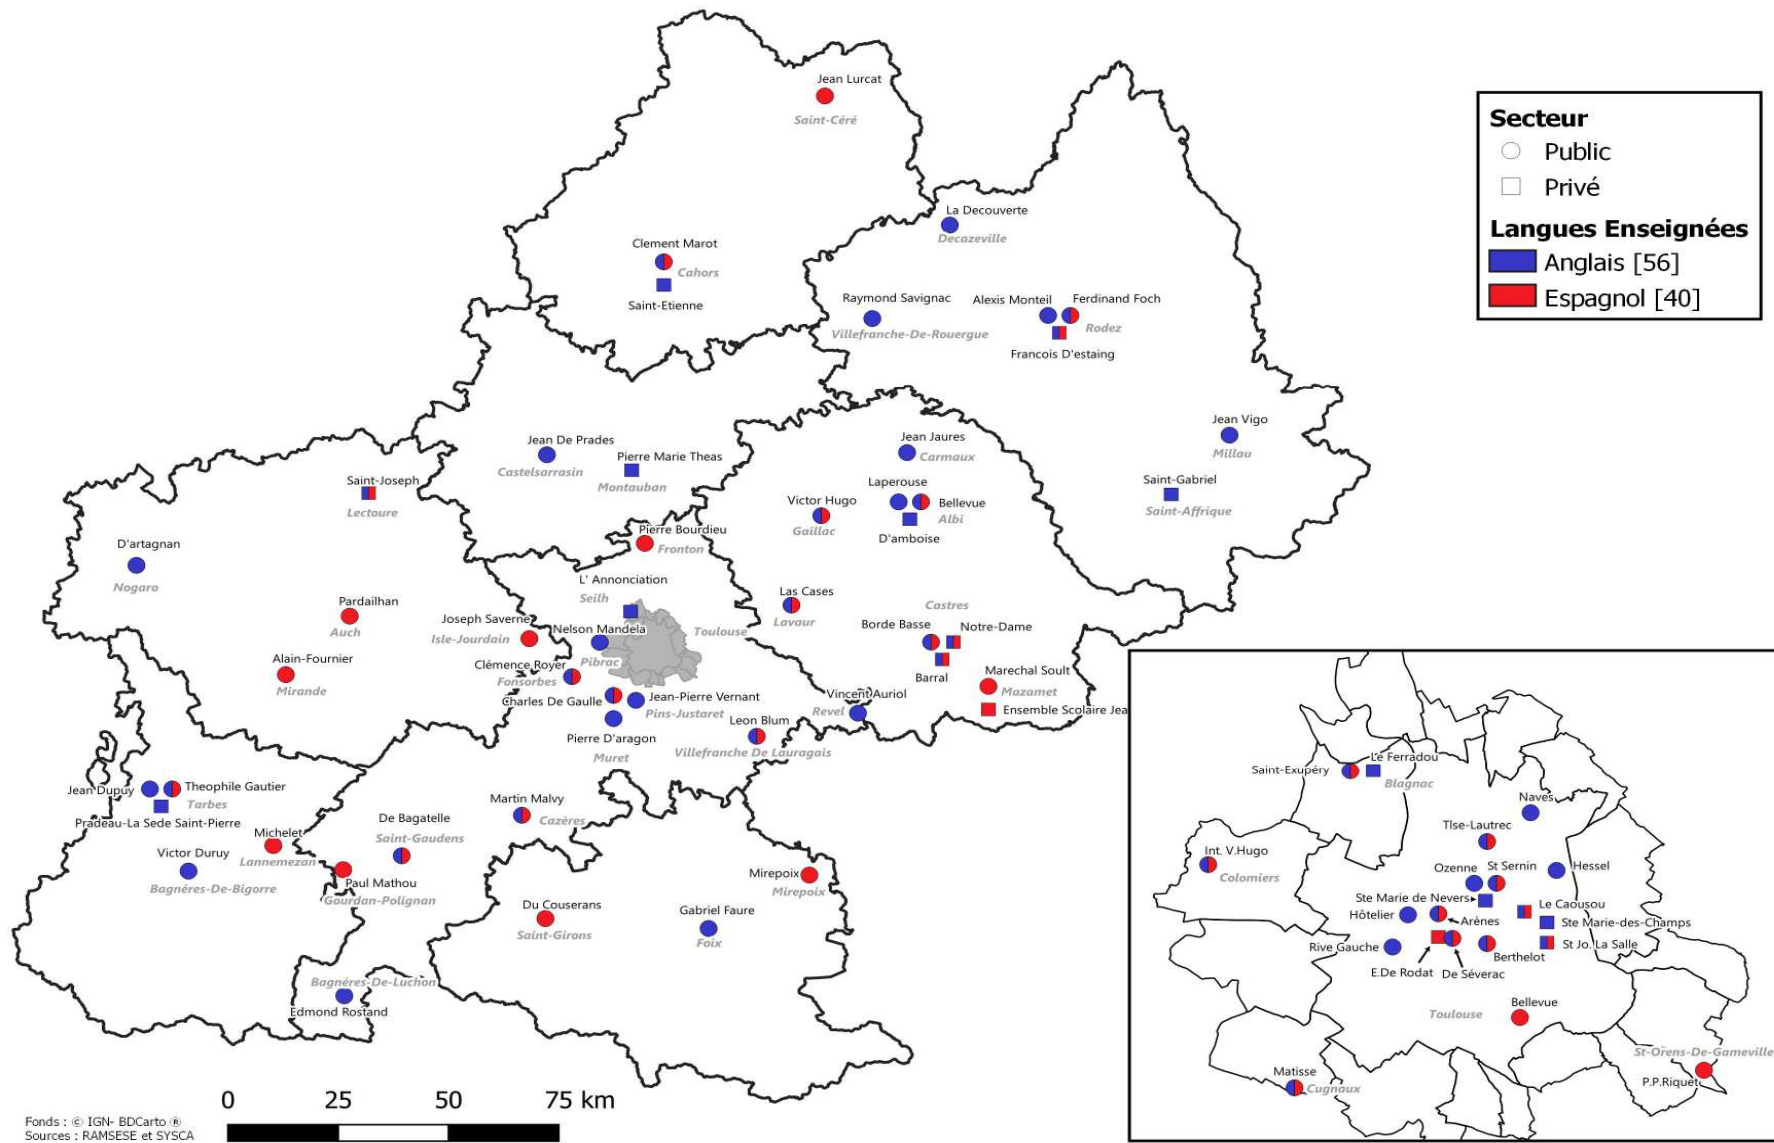 Jean Lurcat
Saint-Céré
Secteur
Public
Privé
Langues Enseignées
Anglais [56]
Espagnol [40]
La Decouverte
Decazeville
Clement Marot
Cahors
Saint-Etienne
Raymond Savignac
Villefranche-De-Rouergue
Alexis Monteil
Ferdinand Foch
Rodez
Francois D'estaing
Jean Vigo
Millau
Saint-Gabriel
Saint-Affrique
Jean De Prades
Castelsarrasin
Pierre Marie Theas
Montauban
Jean Jaures
Carmaux
Laperouse
Bellevue
Albi
D'amboise
Victor Hugo
Gaillac
Saint-Joseph
Lectoure
D'artagnan
Nogaro
Pierre Bourdieu
Fronton
L' Annonciation
Seilh
Pardailhan
Auch
Joseph Saverne
Isle-Jourdain
Nelson Mandela
Pibrac
Toulouse
Las Cases
Lavaur
Castres
Borde Basse
Notre-Dame
Barral
Alain-Fournier
Mirande
Clémence Royer
Fonsorbes
Charles De Gaulle
Jean-Pierre Vernant
Pins-Justaret
Pierre D'aragon
Muret
Vincent Auriol
Revel
Leon Blum
Villefranche De Lauragais
Marechal Soult
Mazamet
Ensemble Scolaire Jea
Jean Dupuy
Theophile Gautier
Tarbes
Pradeau-La Sede Saint-Pierre
Michelet
Lannemezan
Victor Duruy
Bagnéres-De-Bigorre
De Bagatelle
Saint-Gaudens
Martin Malvy
Cazères
Paul Mathou
Gourdan-Polignan
Du Couserans
Saint-Girons
Mirepoix
Mirepoix
Gabriel Faure
Foix
Bagnéres-De-Luchon
Edmond Rostand
Saint-Exupéry
Le Ferradou
Blagnac
Naves
Tlse-Lautrec
Int. V.Hugo
Colomiers
Ozenne
St Sernin
Hessel
Ste Marie de Nevers
Hôtelier
Arènes
Le Caousou
Ste Marie-des-Champs
Rive Gauche
E.De Rodat
De Séverac
Berthelot
St Jo. La Salle
Bellevue
Toulouse
St-Orens-De-Gameville
P.P.Riquet
Matisse
Cugnaux
0 25 50 75 km
Fonds : © IGN- BDCarto ®
Sources : RAMSESE et SYSCA